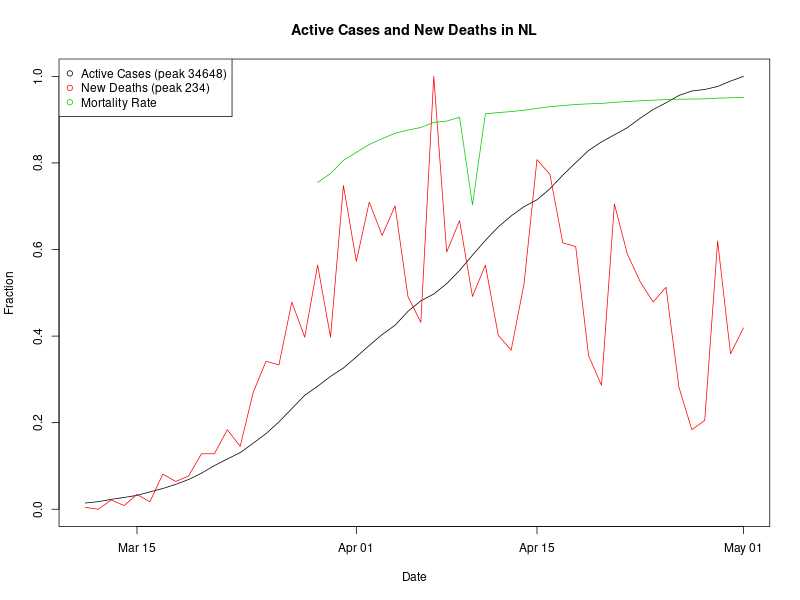 Active Cases and New Deaths in NL
Active Cases (peak 34648)
New Deaths (peak 234)
Mortality Rate
1.0
0.8
0.6
0.4
0.2
0.0
Fraction
Mar 15
Apr 01
Apr 15
May 01
Date